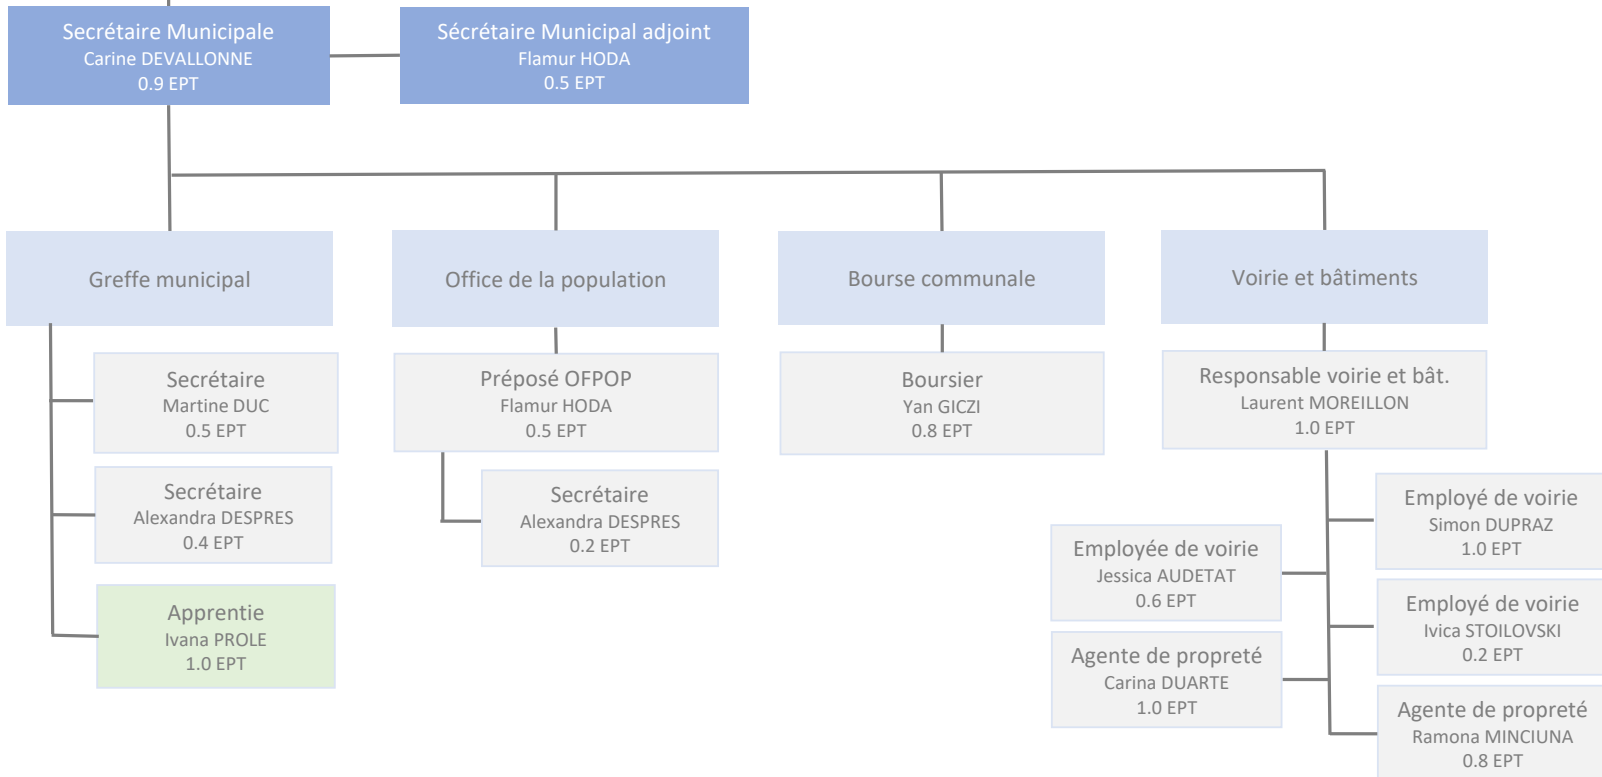 Secrétaire Municipale
Carine DEVALLONNE
0.9 EPT
Sécrétaire Municipal adjoint
Flamur HODA
0.5 EPT
Greffe municipal
Office de la population
Bourse communale
Voirie et bâtiments
Secrétaire
Martine DUC
0.5 EPT
Préposé OFPOP
Flamur HODA
0.5 EPT
Boursier
Yan GICZI
0.8 EPT
Responsable voirie et bât.
Laurent MOREILLON
1.0 EPT
Secrétaire
Alexandra DESPRES
0.4 EPT
Secrétaire
Alexandra DESPRES
0.2 EPT
Employé de voirie
Simon DUPRAZ
1.0 EPT
Employée de voirie
Jessica AUDETAT
0.6 EPT
Apprentie
Ivana PROLE
1.0 EPT
Employé de voirie
Ivica STOILOVSKI
0.2 EPT
Agente de propreté
Carina DUARTE
1.0 EPT
Agente de propreté
Ramona MINCIUNA
0.8 EPT